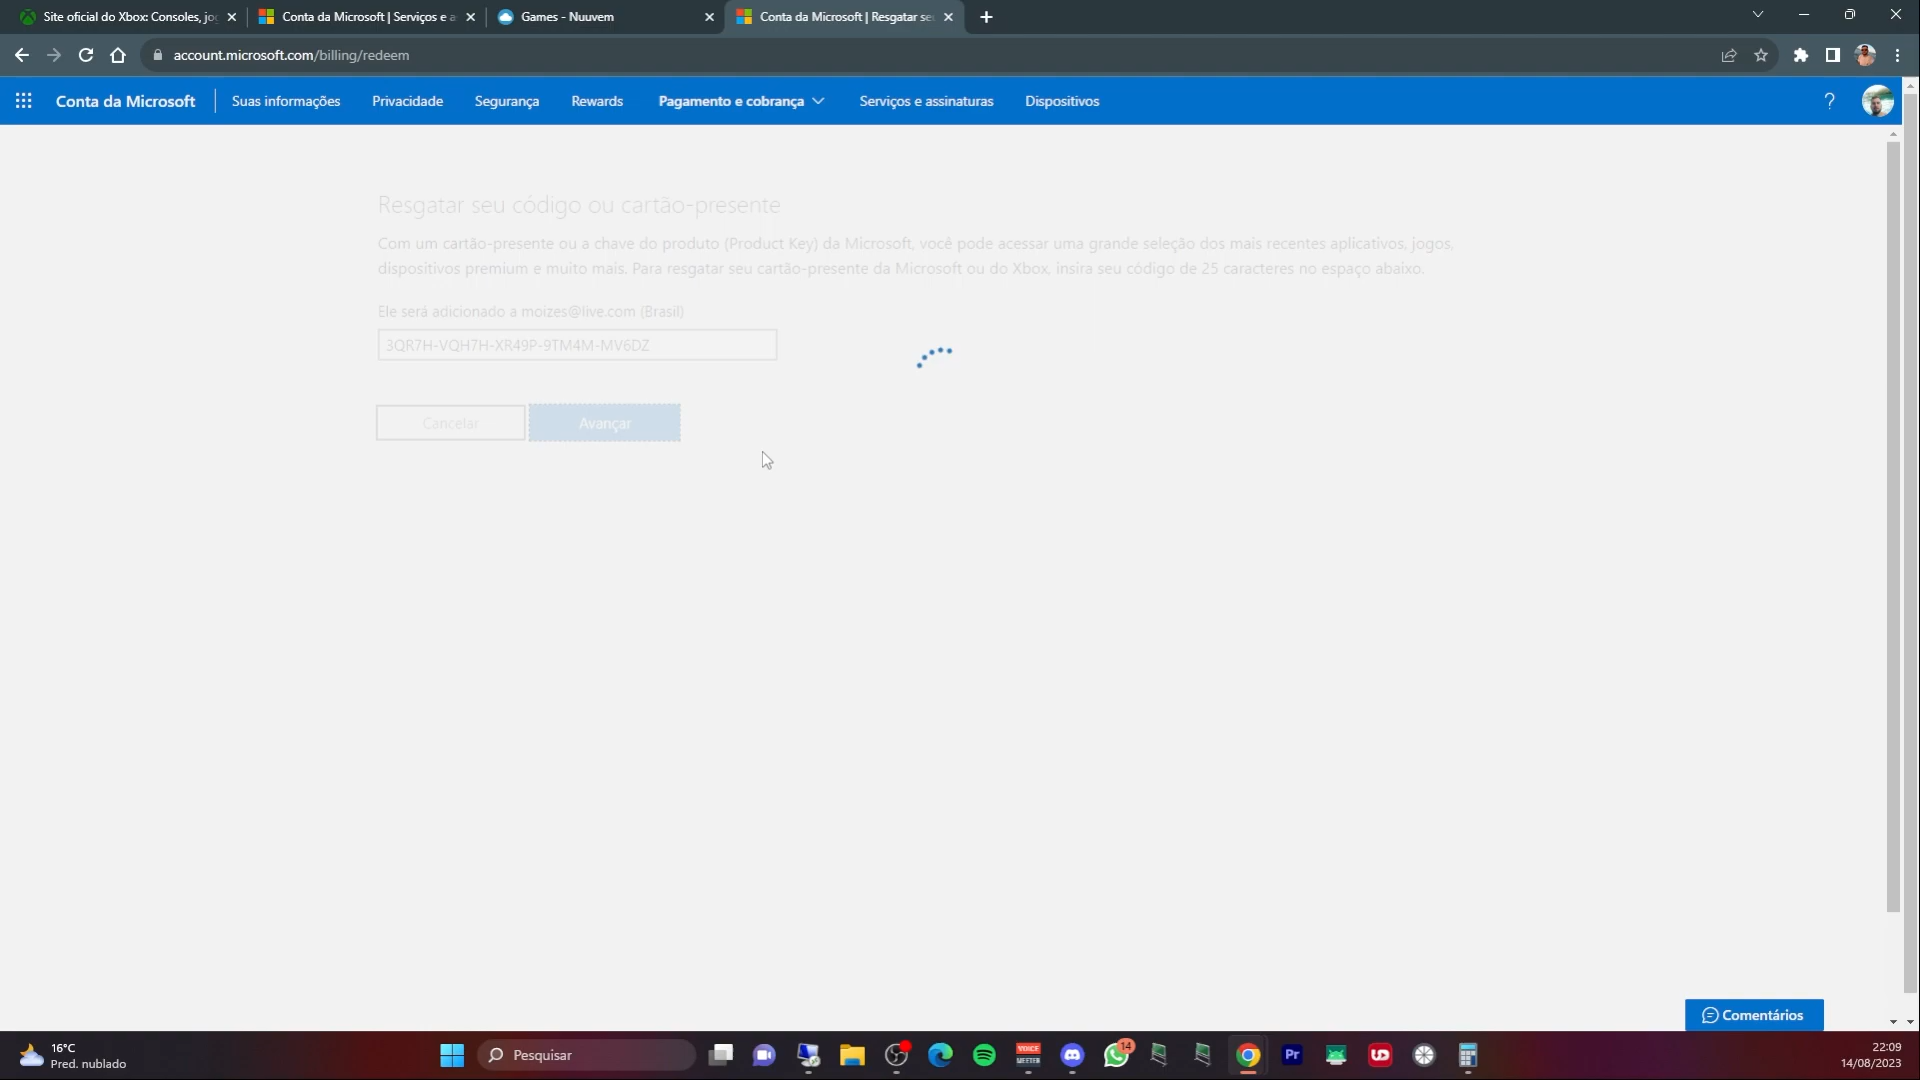 Site oficial do Xbox: Consoles, jo
Conta da Microsoft | Serviços e a
Games - Nuuvem
Conta da Microsoft | Resgatar se
account.microsoft.com/billing/redeem
Conta da Microsoft
Suas informações
Privacidade
Segurança
Rewards
Pagamento e cobrança
Serviços e assinaturas
Dispositivos
?
Resgatar seu código ou cartão-presente
Com um cartão-presente ou a chave do produto (Product Key) da Microsoft, você pode acessar uma grande seleção dos mais recentes aplicativos, jogos,
dispositivos premium e muito mais. Para resgatar seu cartão-presente da Microsoft ou do Xbox, insira seu código de 25 caracteres no espaço abaixo.
Ele será adicionado a moizes@live.com (Brasil)
3QR7H-VQH7H-XR49P-9TM4M-MV6DZ
Cancelar
Avançar
Comentários
16°C
Pred. nublado
Pesquisar
VOICE
MEETER
14
Pr
22:09
14/08/2023